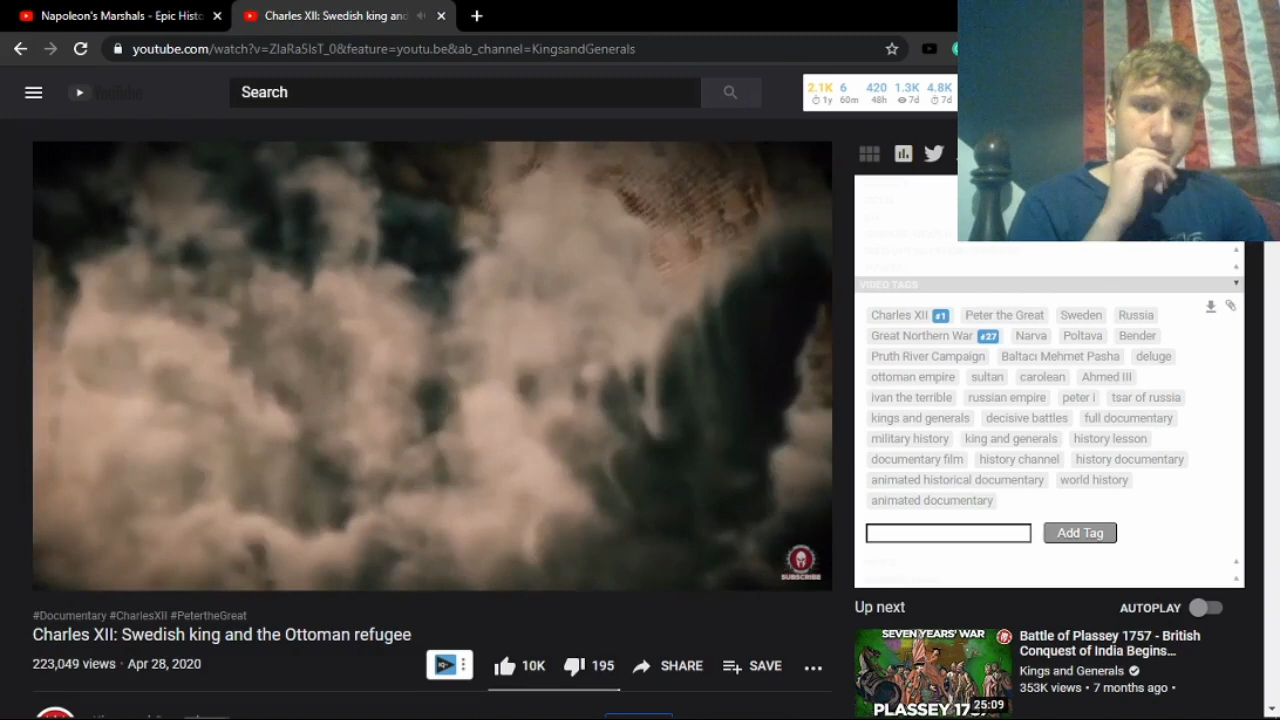 Napoleon's Marshals - Epic Histo
Charles XII: Swedish king and
youtube.com/watch?v=ZlaRa5IsT_0&feature=youtu.be&ab_channel=KingsandGenerals
YouTube
Search
2.1K 6 420 1.3K 4.8K
1y 60m 48h 7d 7d
VIDEO TAGS
Charles XII #1 Peter the Great Sweden Russia
Great Northern War #27 Narva Poltava Bender
Pruth River Campaign Baltacı Mehmet Pasha deluge
ottoman empire sultan carolean Ahmed III
ivan the terrible russian empire peter i tsar of russia
kings and generals decisive battles full documentary
military history king and generals history lesson
documentary film history channel history documentary
animated historical documentary world history
animated documentary
Add Tag
SUBSCRIBE
#Documentary #CharlesXII #PetertheGreat
Charles XII: Swedish king and the Ottoman refugee
223,049 views · Apr 28, 2020
10K 195 SHARE SAVE
Up next AUTOPLAY
SEVEN YEARS' WAR
PLASSEY 17
25:09
Battle of Plassey 1757 - British
Conquest of India Begins...
Kings and Generals
353K views · 7 months ago ·